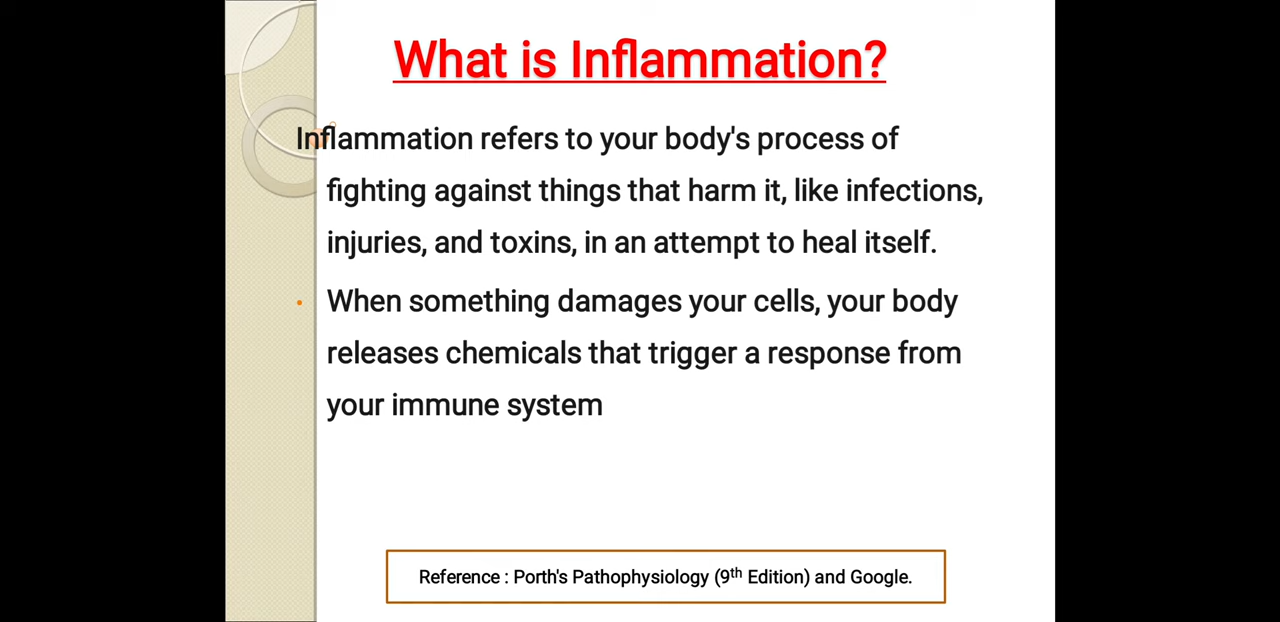 What is Inflammation?
Inflammation refers to your body's process of
fighting against things that harm it, like infections,
injuries, and toxins, in an attempt to heal itself.
• When something damages your cells, your body
releases chemicals that trigger a response from
your immune system
Reference : Porth's Pathophysiology (9th Edition) and Google.